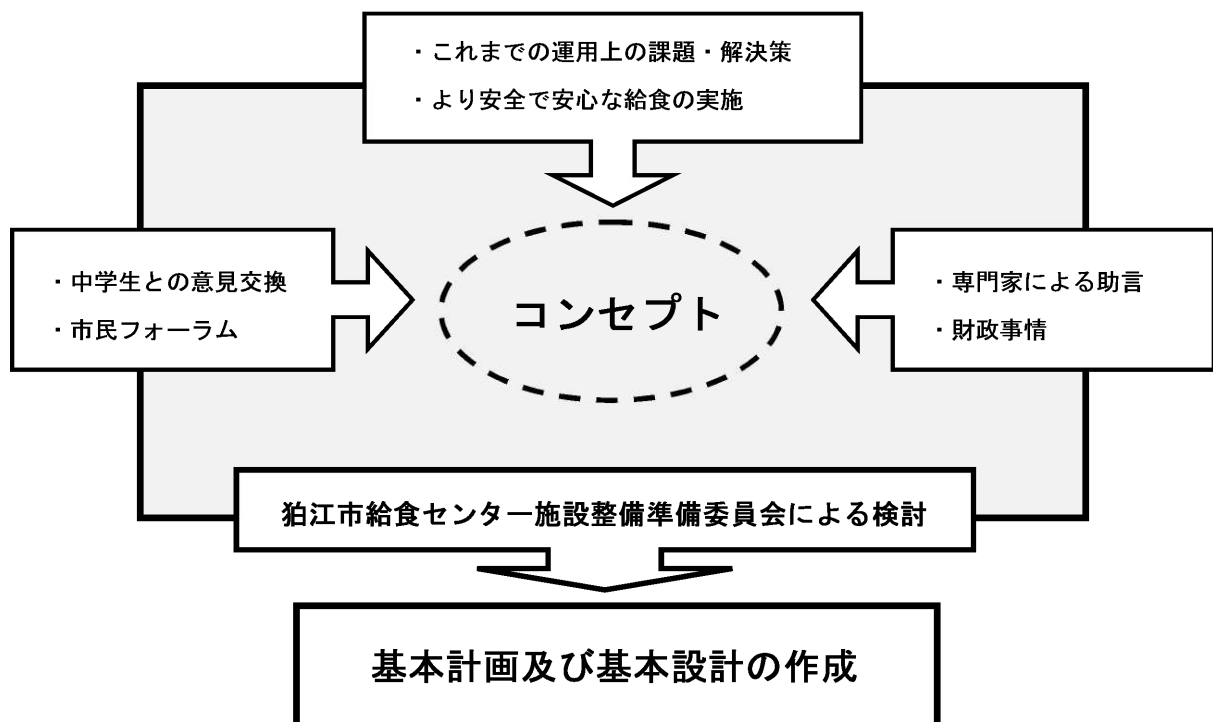 ・これまでの運用上の課題・解決策
・より安全で安心な給食の実施
・中学生との意見交換
・市民フォーラム
コンセプト
・専門家による助言
・財政事情
狛江市給食センター施設整備準備委員会による検討
基本計画及び基本設計の作成